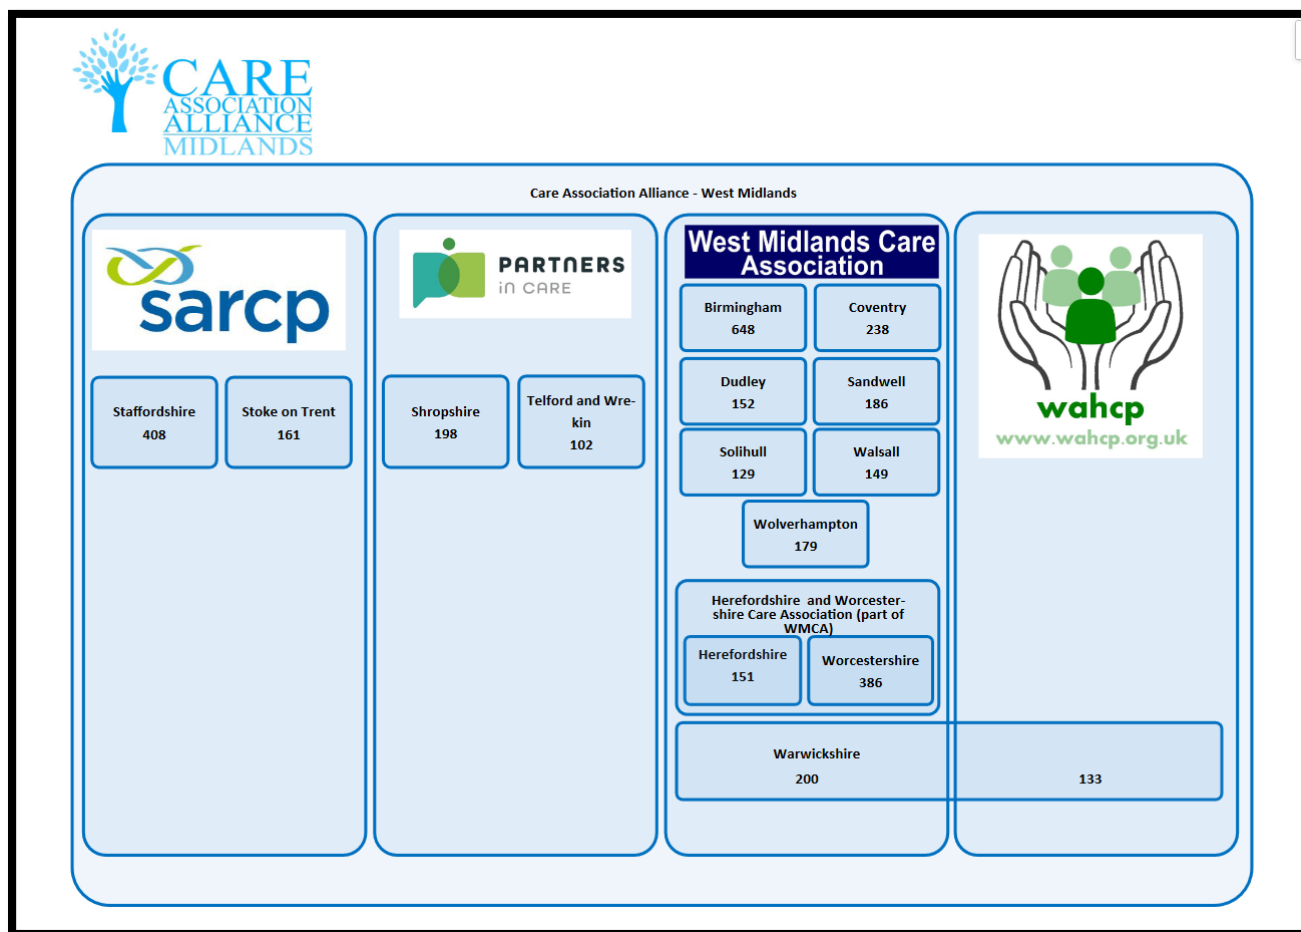 CARE
ASSOCIATION
ALLIANCE
MIDLANDS
Care Association Alliance - West Midlands
sarcp
Staffordshire
408
Stoke on Trent
161
PARTNERS
in CARE
Shropshire
198
Telford and Wre-
kin
102
West Midlands Care
Association
Birmingham
648
Coventry
238
Dudley
152
Sandwell
186
Solihull
129
Walsall
149
Wolverhampton
179
Herefordshire and Worcester-
shire Care Association (part of
WMCA)
Herefordshire
151
Worcestershire
386
Warwickshire
200
wahcp
www.wahcp.org.uk
133